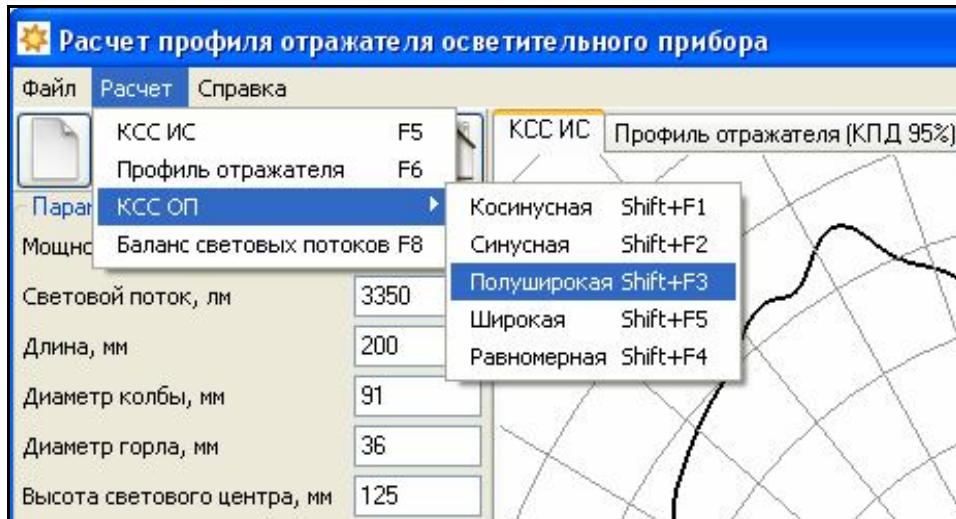 Расчет профиля отражателя осветительного прибора
Файл Расчет Справка
КСС ИС F5
Профиль отражателя F6
КСС ОП
Баланс световых потоков F8
КСС ИС Профиль отражателя (КПД 95%)
Косинусная Shift+F1
Синусная Shift+F2
Полуширокая Shift+F3
Широкая Shift+F5
Равномерная Shift+F4
Световой поток, лм 3350
Длина, мм 200
Диаметр колбы, мм 91
Диаметр горла, мм 36
Высота светового центра, мм 125